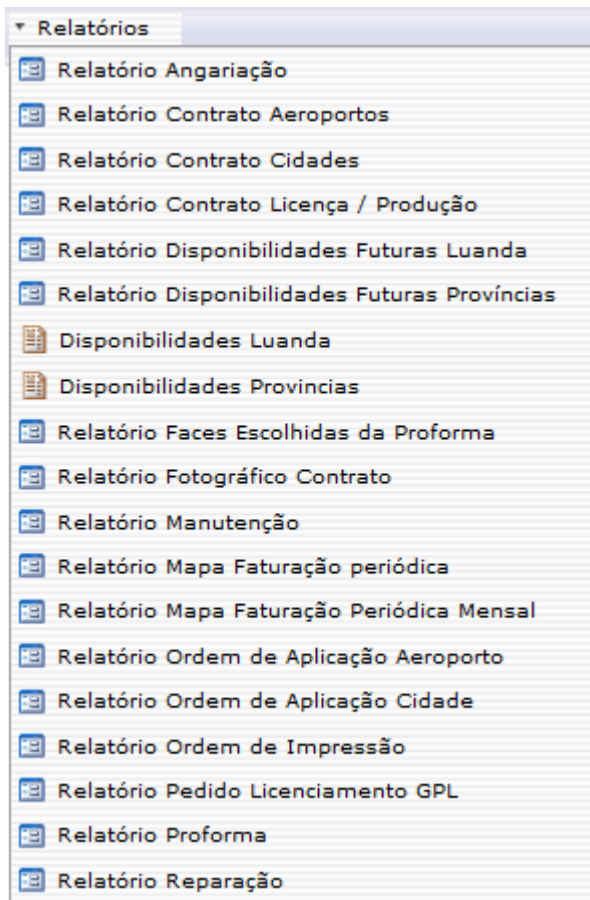 Relatórios
Relatório Angariação
Relatório Contrato Aeroportos
Relatório Contrato Cidades
Relatório Contrato Licença / Produção
Relatório Disponibilidades Futuras Luanda
Relatório Disponibilidades Futuras Províncias
Disponibilidades Luanda
Disponibilidades Provincias
Relatório Faces Escolhidas da Proforma
Relatório Fotográfico Contrato
Relatório Manutenção
Relatório Mapa Faturação periódica
Relatório Mapa Faturação Periódica Mensal
Relatório Ordem de Aplicação Aeroporto
Relatório Ordem de Aplicação Cidade
Relatório Ordem de Impressão
Relatório Pedido Licenciamento GPL
Relatório Proforma
Relatório Reparação